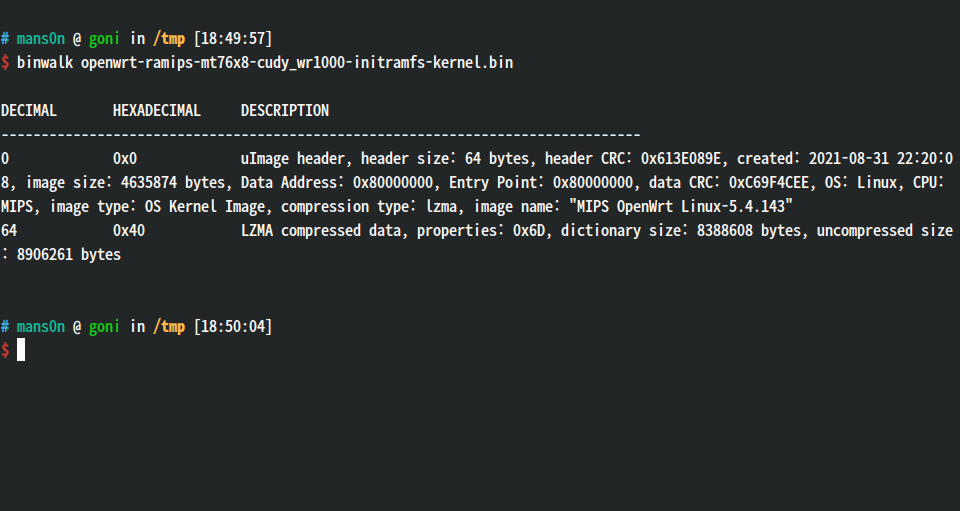 # mans0n @ goni in /tmp [18:49:57]
$ binwalk openwrt-ramips-mt76x8-cudy_wr1000-initramfs-kernel.bin
DECIMAL       HEXADECIMAL     DESCRIPTION
--------------------------------------------------------------------------------
0             0x0             uImage header, header size: 64 bytes, header CRC: 0x613E089E, created: 2021-08-31 22:20:0
8, image size: 4635874 bytes, Data Address: 0x80000000, Entry Point: 0x80000000, data CRC: 0xC69F4CEE, OS: Linux, CPU:
MIPS, image type: OS Kernel Image, compression type: lzma, image name: "MIPS OpenWrt Linux-5.4.143"
64            0x40            LZMA compressed data, properties: 0x6D, dictionary size: 8388608 bytes, uncompressed size
: 8906261 bytes
# mans0n @ goni in /tmp [18:50:04]
$